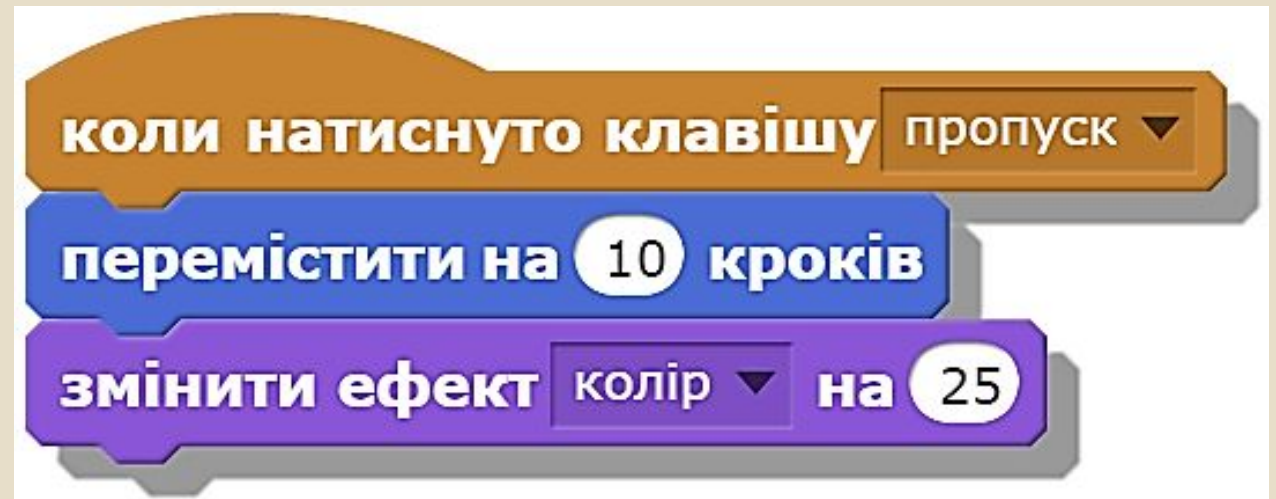 коли натиснуто клавішу пропуск
перемістити на 10 кроків
змінити ефект колір на 25